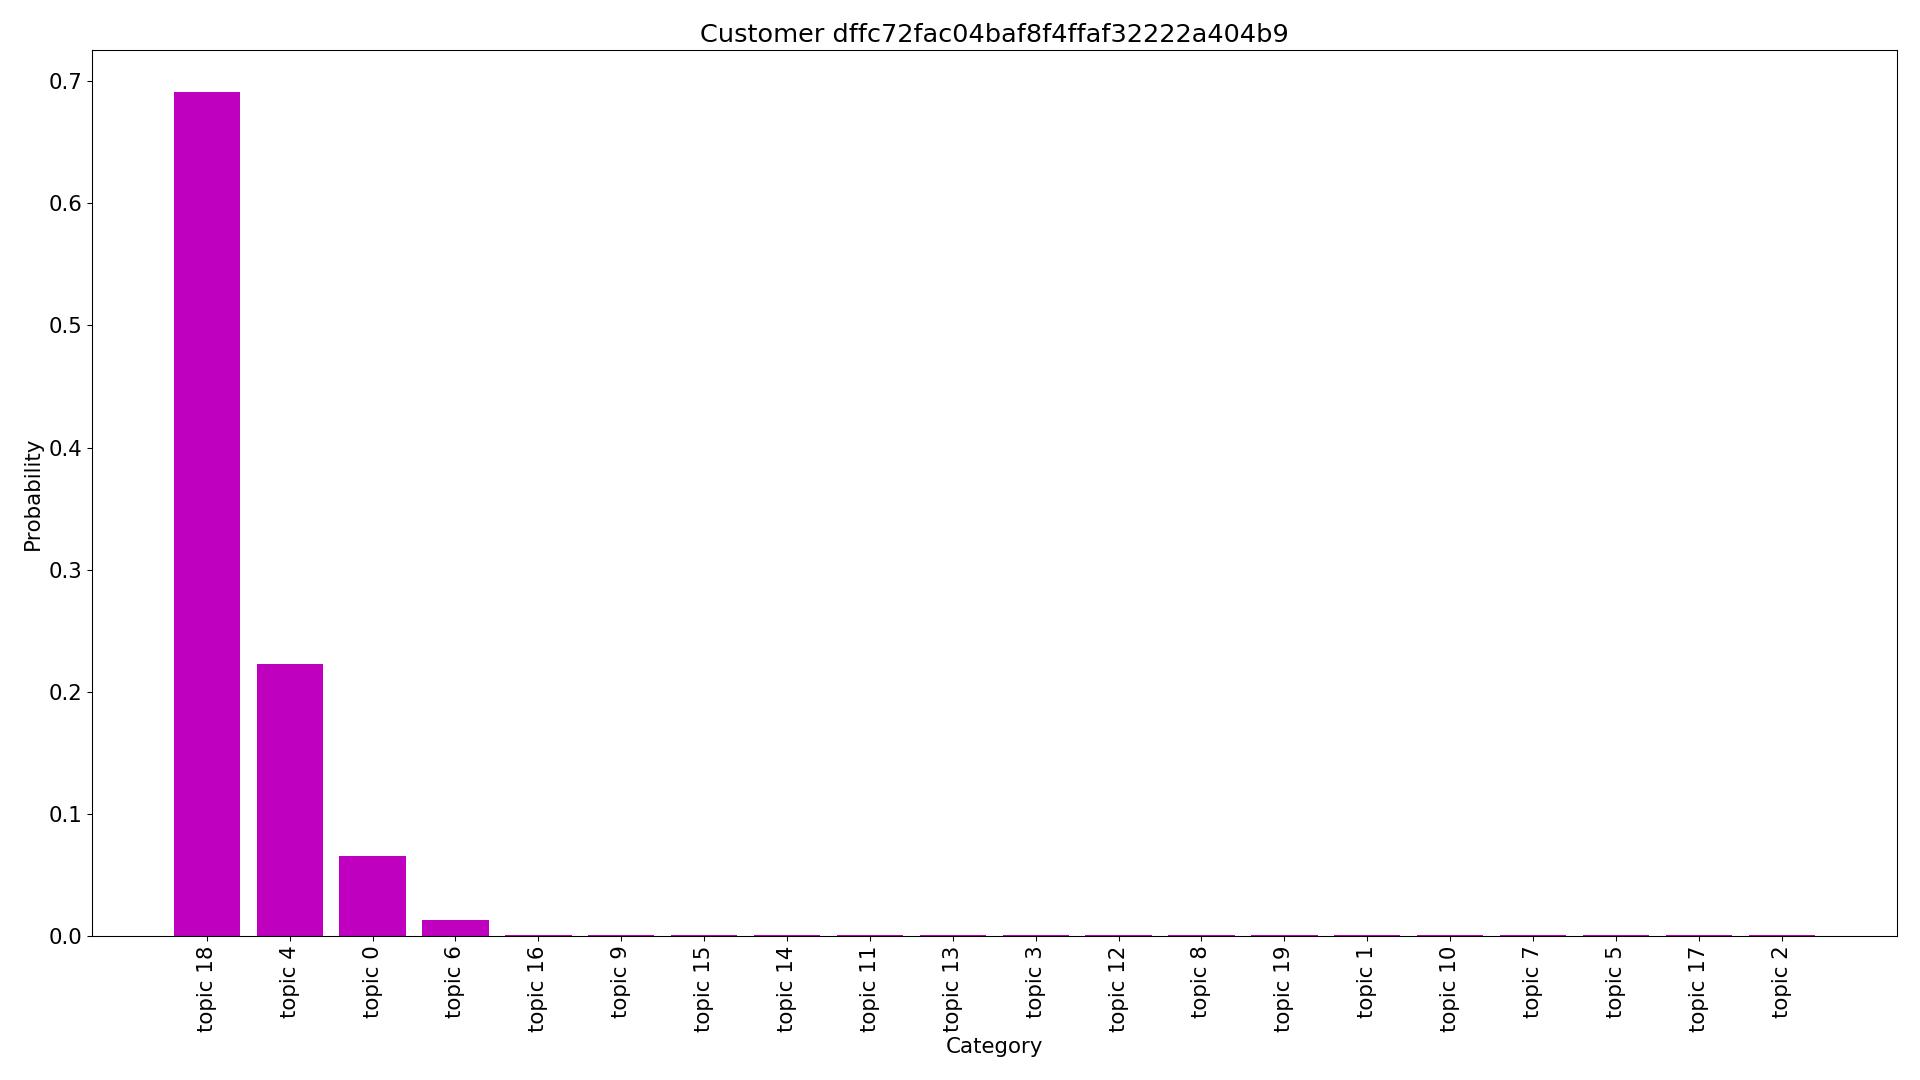 Customer dffc72fac04baf8f4ffaf32222a404b9
Probability
0.7
0.6
0.5
0.4
0.3
0.2
0.1
0.0
topic 18
topic 4
topic 0
topic 6
topic 16
topic 9
topic 15
topic 14
topic 11
topic 13
topic 3
topic 12
topic 8
topic 19
topic 1
topic 10
topic 7
topic 5
topic 17
topic 2
Category